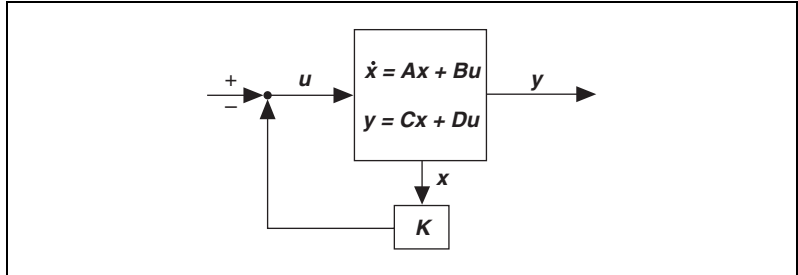 +
−
u
ẋ = Ax + Bu
y = Cx + Du
y
x
K